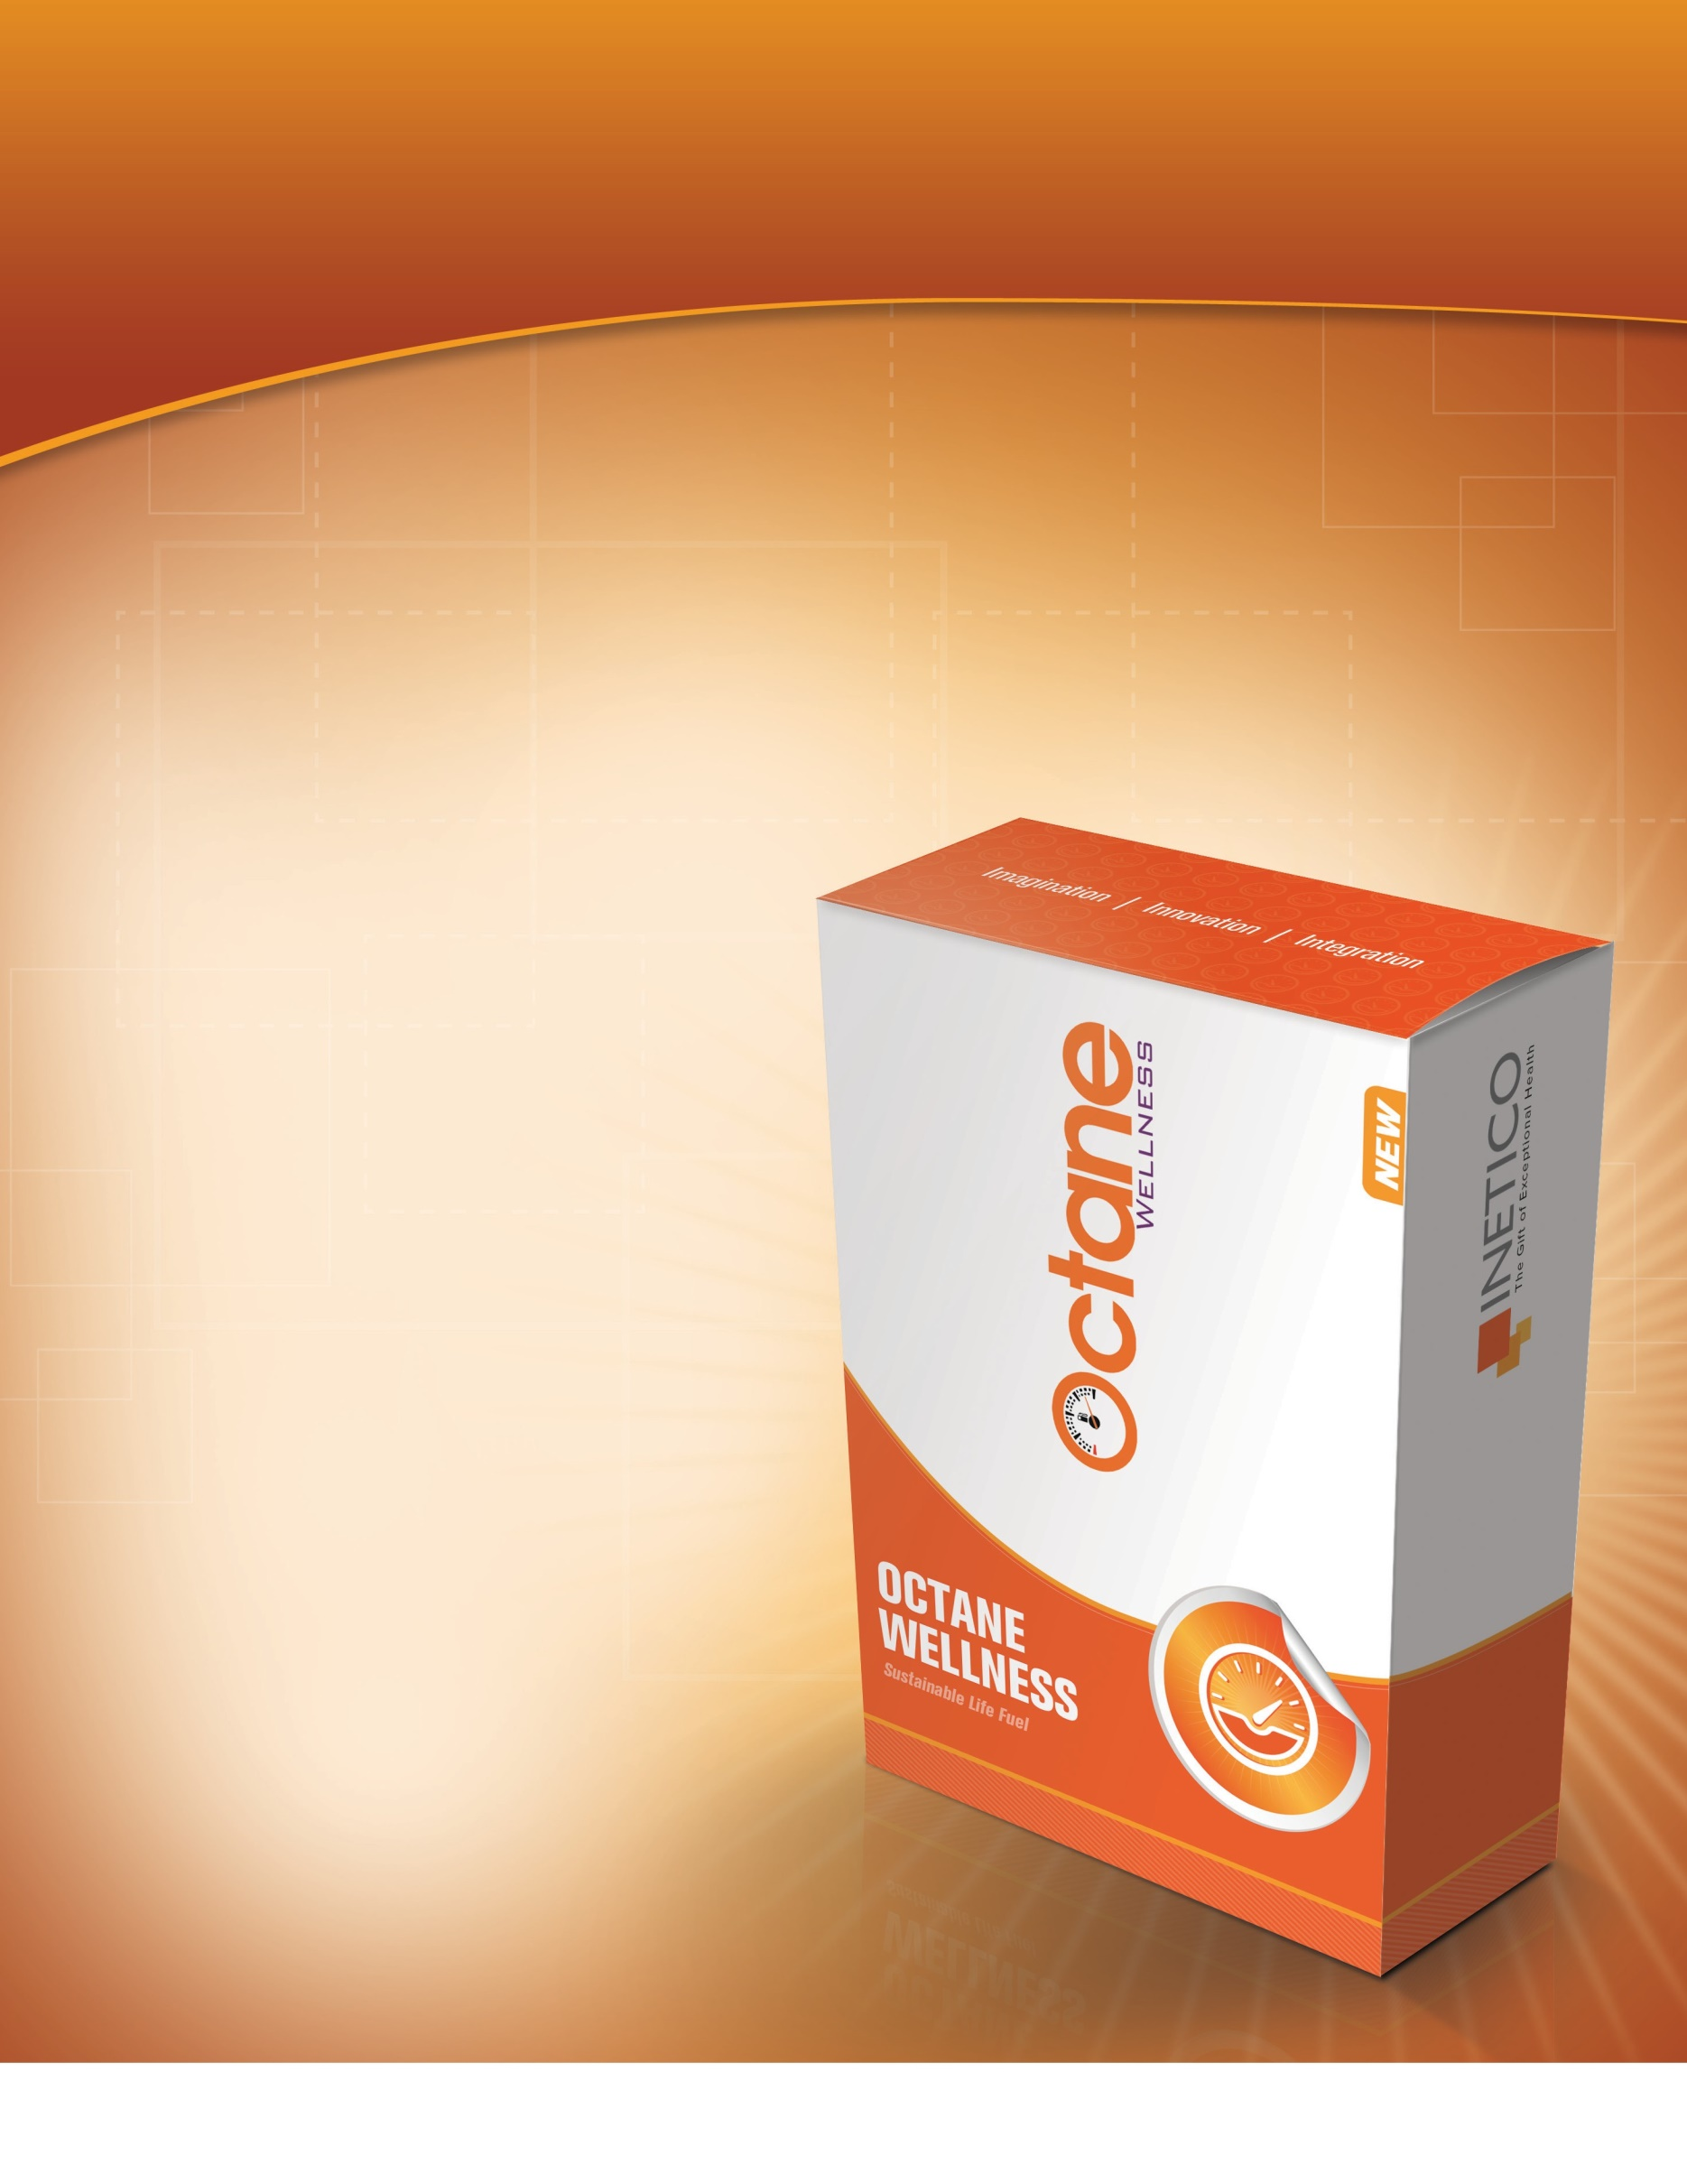 Imagination / Innovation / Integration
Octane
WELLNESS
NEW
INETICO
The Gift of Exceptional Health
OCTANE
WELLNESS
Sustainable Life Fuel